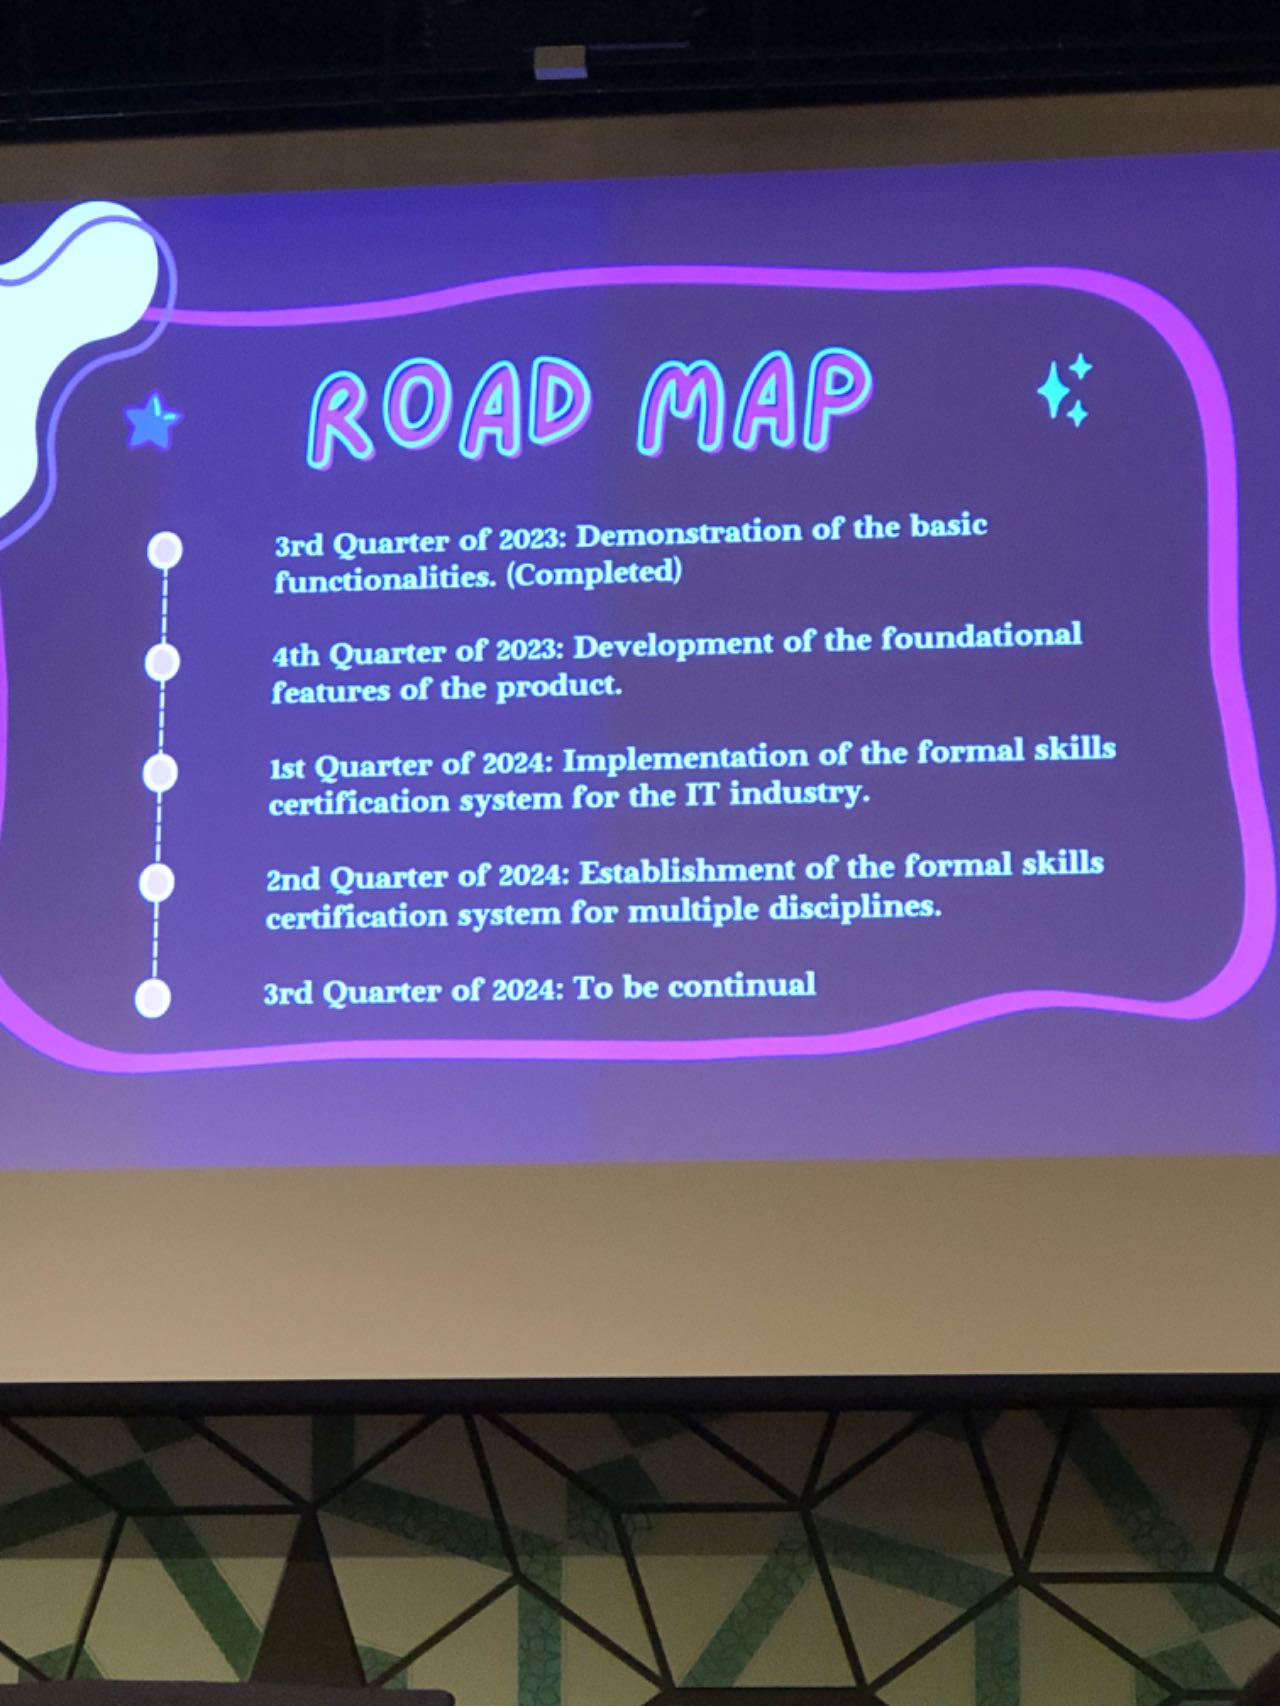 ROAD MAP
3rd Quarter of 2023: Demonstration of the basic
functionalities. (Completed)
4th Quarter of 2023: Development of the foundational
features of the product.
1st Quarter of 2024: Implementation of the formal skills
certification system for the IT industry.
2nd Quarter of 2024: Establishment of the formal skills
certification system for multiple disciplines.
3rd Quarter of 2024: To be continual